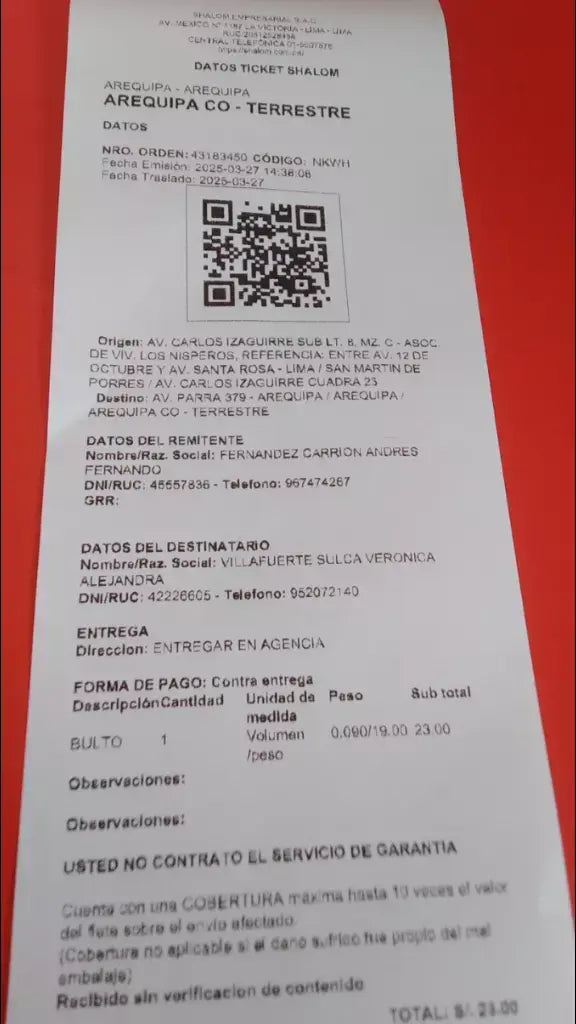 SHALOM EMPRESARIAL S.A.C
AV. MEXICO N° 1187 LA VICTORIA - LIMA - LIMA
CENTRAL TELEFONICA 01-5007878
DATOS TICKET SHALOM
AREQUIPA - AREQUIPA
AREQUIPA CO - TERRESTRE
DATOS
NRO. ORDEN: 43183450 CÓDIGO: NKWH
Fecha Emisión: 2025-03-27 14:38:08
Fecha Traslado: 2025-03-27
Origen: AV. CARLOS IZAGUIRRE SUB LT. 8, MZ. C - ASOC.
DE VIV. LOS NISPEROS, REFERENCIA: ENTRE AV. 12 DE
OCTUBRE Y AV. SANTA ROSA - LIMA / SAN MARTIN DE
PORRES / AV. CARLOS IZAGUIRRE CUADRA 23
Destino: AV. PARRA 379 - AREQUIPA / AREQUIPA /
AREQUIPA CO - TERRESTRE
DATOS DEL REMITENTE
Nombre/Raz. Social: FERNANDEZ CARRION ANDRES
FERNANDO
DNI/RUC: 45557836 - Telefono: 967474267
GRR:
DATOS DEL DESTINATARIO
Nombre/Raz. Social: VILLAFUERTE SULCA VERONICA
ALEJANDRA
DNI/RUC: 42226605 - Telefono: 952072140
ENTREGA
Direccion: ENTREGAR EN AGENCIA
FORMA DE PAGO: Contra entrega
Descripción Cantidad Unidad de medida Peso Sub total
BULTO 1 Volumen /peso 0.090/19.00 23.00
Observaciones:
Observaciones:
USTED NO CONTRATO EL SERVICIO DE GARANTIA
Cuenta con una COBERTURA máxima hasta 10 veces el valor
del flete sobre el envío afectado.
(Cobertura no aplicable si el daño sufrido fue propio del mal
embalaje)
Recibido sin verificacion de contenido
TOTAL: S/. 23.00